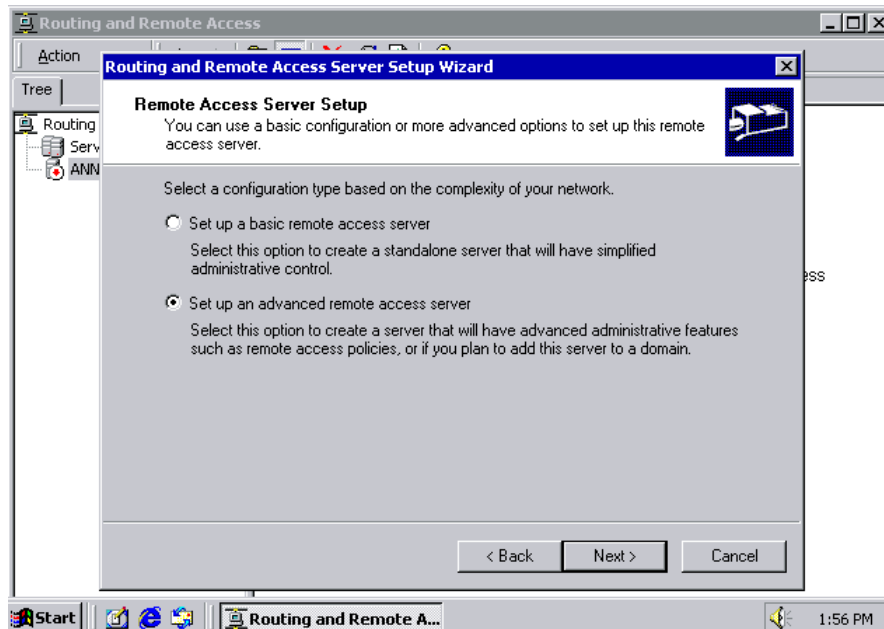 Routing and Remote Access
Action
Tree
Routing
Serv
ANN
Routing and Remote Access Server Setup Wizard
Remote Access Server Setup
You can use a basic configuration or more advanced options to set up this remote
access server.
Select a configuration type based on the complexity of your network.
Set up a basic remote access server
Select this option to create a standalone server that will have simplified
administrative control.
Set up an advanced remote access server
Select this option to create a server that will have advanced administrative features
such as remote access policies, or if you plan to add this server to a domain.
ess
< Back
Next >
Cancel
Start
Routing and Remote A...
1:56 PM